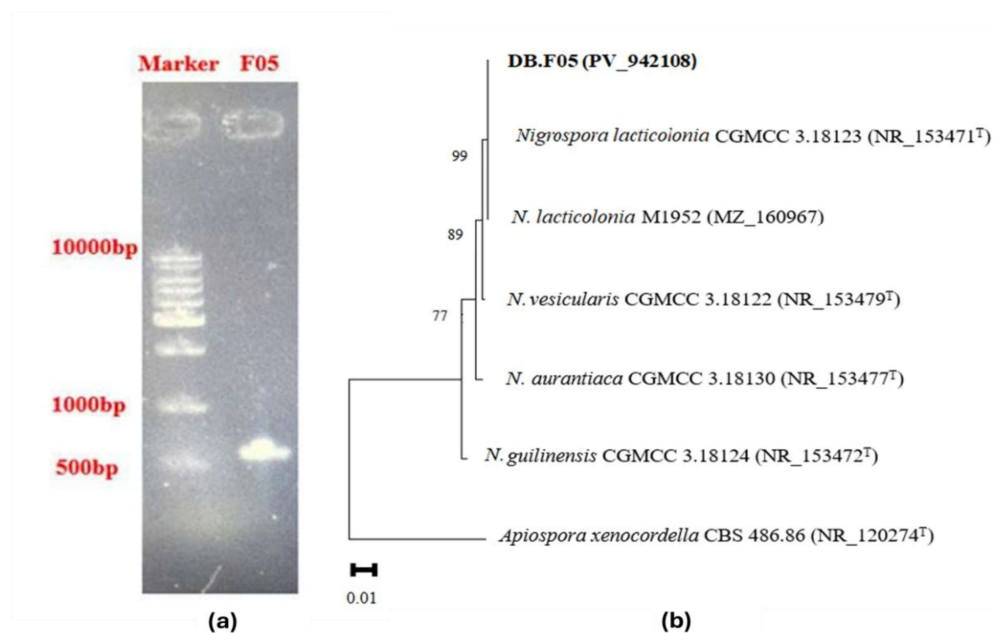 Marker F05
10000bp
1000bp
500bp
(a)
DB.F05 (PV_942108)
99
Nigrospora lacticolonia CGMCC 3.18123 (NR_153471ᵀ)
N. lacticolonia M1952 (MZ_160967)
89
N. vesicularis CGMCC 3.18122 (NR_153479ᵀ)
77
N. aurantiaca CGMCC 3.18130 (NR_153477ᵀ)
N. guilinensis CGMCC 3.18124 (NR_153472ᵀ)
Apiospora xenocordella CBS 486.86 (NR_120274ᵀ)
0.01
(b)